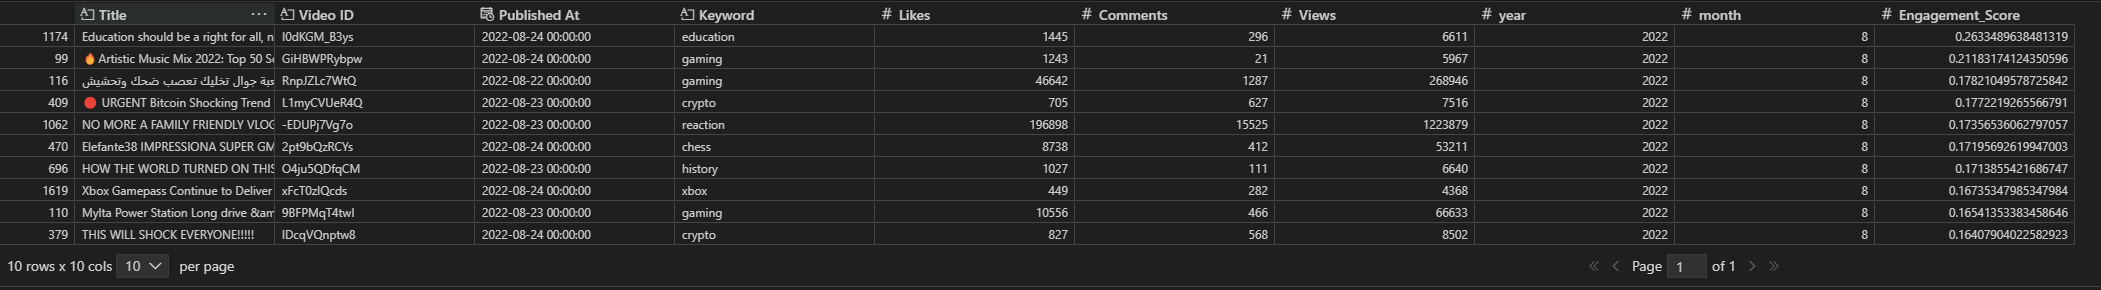 Title ··· Video ID Published At Keyword # Likes # Comments # Views # year # month # Engagement_Score
1174 Education should be a right for all, n I0dKGM_B3ys 2022-08-24 00:00:00 education 1445 296 6611 2022 8 0.2633489638481319
99 🔥Artistic Music Mix 2022: Top 50 So GiHBWPRybpw 2022-08-24 00:00:00 gaming 1243 21 5967 2022 8 0.21183174124350596
116 عبة جوال تخليك تعصب ضحك وتحشيش RnpJZLc7WtQ 2022-08-22 00:00:00 gaming 46642 1287 268946 2022 8 0.17821049578725842
409 🔴 URGENT Bitcoin Shocking Trend L1myCVUeR4Q 2022-08-23 00:00:00 crypto 705 627 7516 2022 8 0.1772219265566791
1062 NO MORE A FAMILY FRIENDLY VLOG -EDUPj7Vg7o 2022-08-23 00:00:00 reaction 196898 15525 1223879 2022 8 0.17356536062797057
470 Elefante38 IMPRESSIONA SUPER GM 2pt9bQzRCYs 2022-08-24 00:00:00 chess 8738 412 53211 2022 8 0.17195692619947003
696 HOW THE WORLD TURNED ON THIS O4ju5QDfqCM 2022-08-23 00:00:00 history 1027 111 6640 2022 8 0.1713855421686747
1619 Xbox Gamepass Continue to Deliver xFcT0zIQcds 2022-08-24 00:00:00 xbox 449 282 4368 2022 8 0.16735347985347984
110 Mylta Power Station Long drive &am 9BFPMqT4twI 2022-08-23 00:00:00 gaming 10556 466 66633 2022 8 0.16541353383458646
379 THIS WILL SHOCK EVERYONE!!!!! IDcqVQnptw8 2022-08-24 00:00:00 crypto 827 568 8502 2022 8 0.16407904022582923
10 rows x 10 cols 10 per page Page 1 of 1